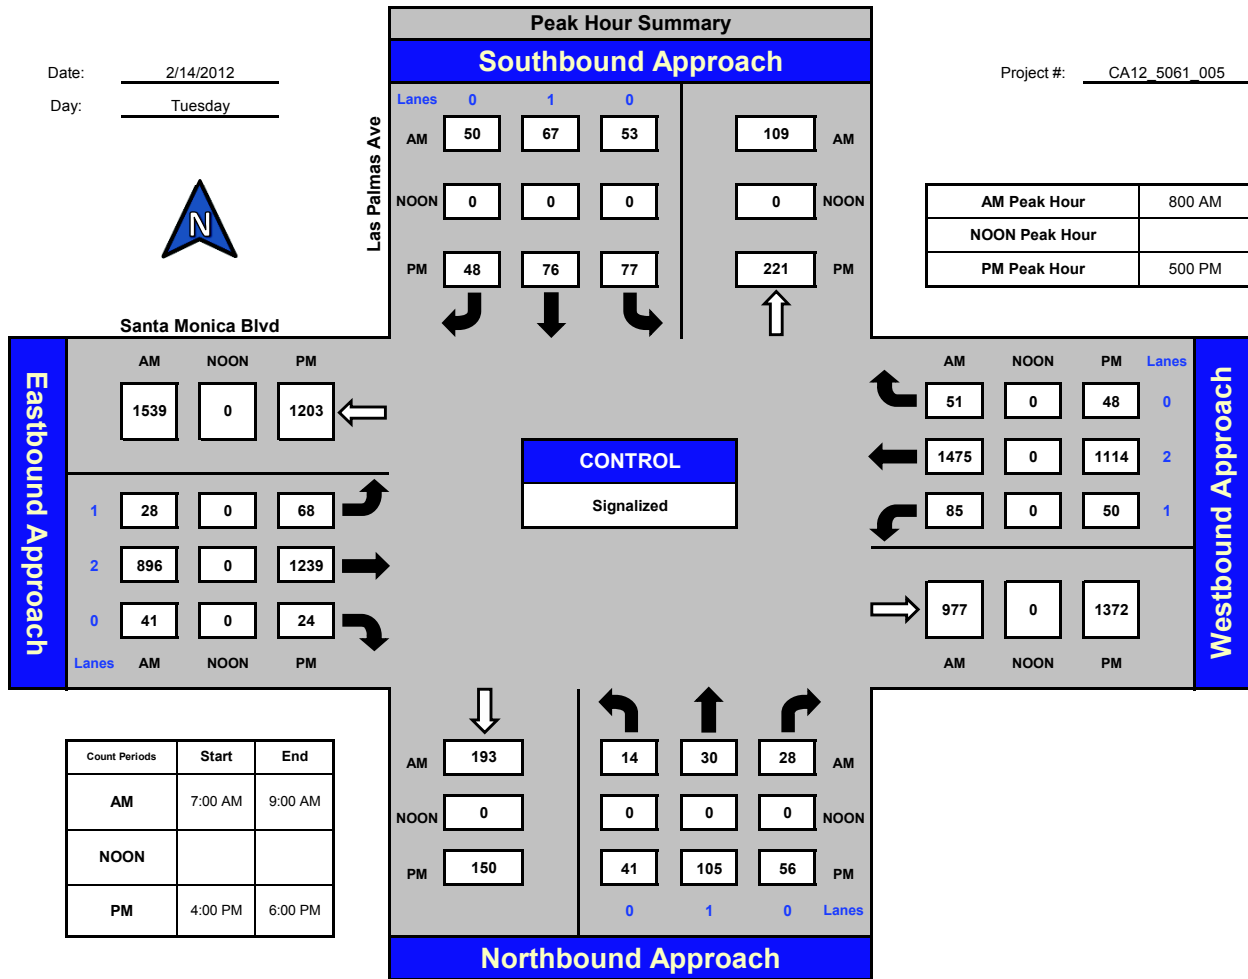 Peak Hour Summary
Southbound Approach
Date: 2/14/2012
Project #: CA12_5061_005
Day: Tuesday
Las Palmas Ave
Lanes 0 1 0
AM 50 67 53 109 AM
NOON 0 0 0 0 NOON
PM 48 76 77 221 PM
N
AM Peak Hour 800 AM
NOON Peak Hour
PM Peak Hour 500 PM
Santa Monica Blvd
Eastbound Approach
AM NOON PM
1539 0 1203
1 28 0 68
2 896 0 1239
0 41 0 24
Lanes AM NOON PM
CONTROL
Signalized
AM NOON PM Lanes
51 0 48 0
1475 0 1114 2
85 0 50 1
977 0 1372
AM NOON PM
Westbound Approach
Count Periods Start End
AM 7:00 AM 9:00 AM
NOON
PM 4:00 PM 6:00 PM
AM 193 14 30 28 AM
NOON 0 0 0 0 NOON
PM 150 41 105 56 PM
0 1 0 Lanes
Northbound Approach